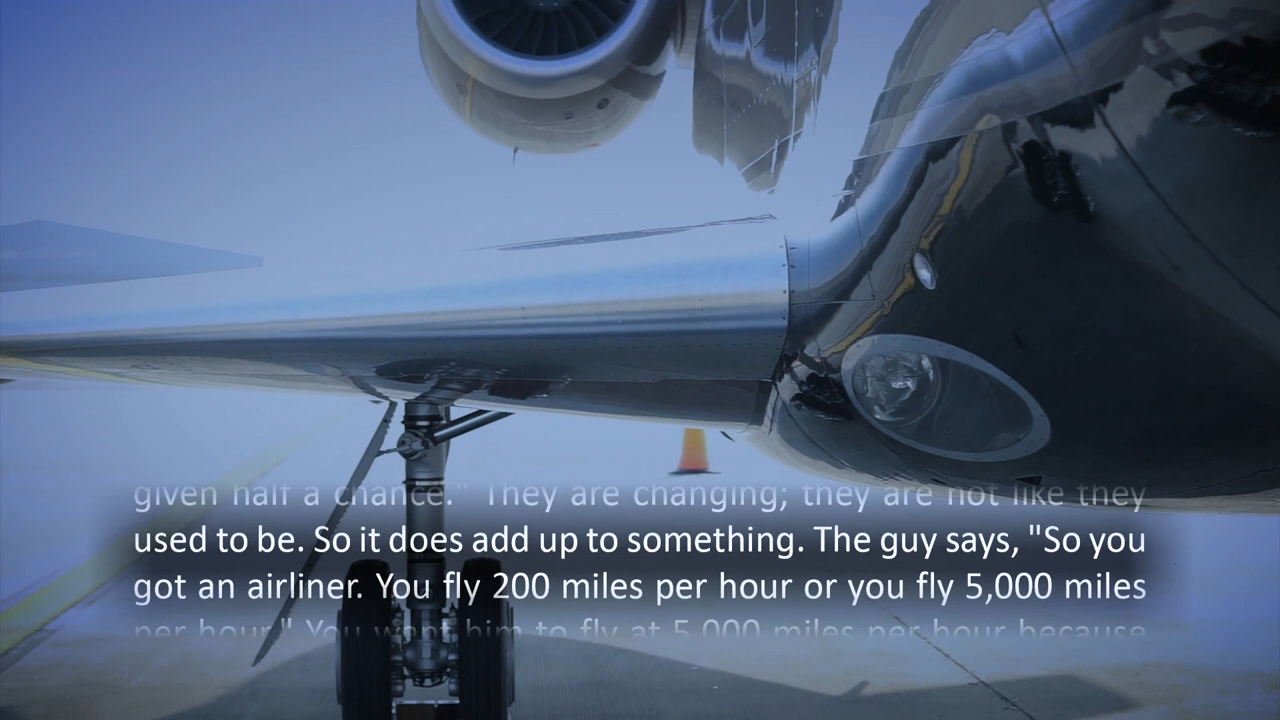 given half a chance." They are changing; they are not like they
used to be. So it does add up to something. The guy says, "So you
got an airliner. You fly 200 miles per hour or you fly 5,000 miles
per hour." You want him to fly at 5,000 miles per hour because